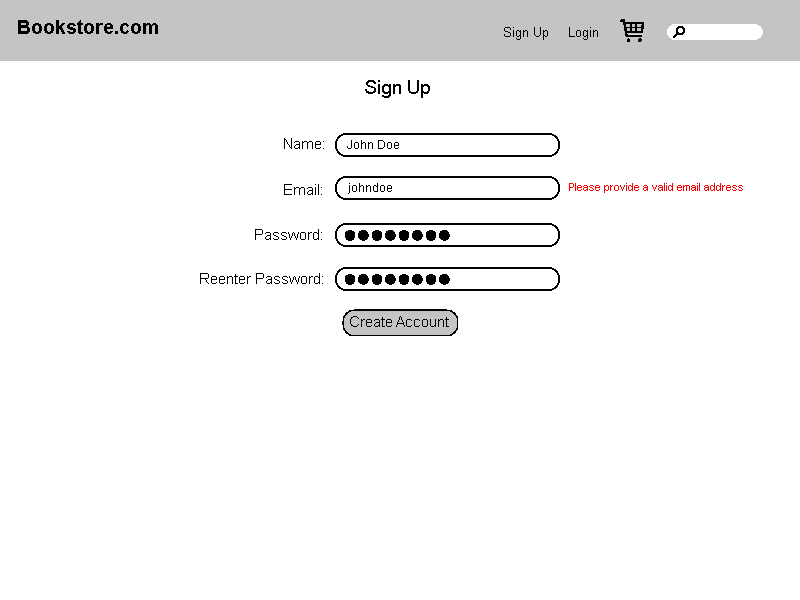 Bookstore.com
Sign Up
Login
Sign Up
Name:
John Doe
Email:
johndoe
Please provide a valid email address
Password:
●●●●●●●●
Reenter Password:
●●●●●●●●
Create Account